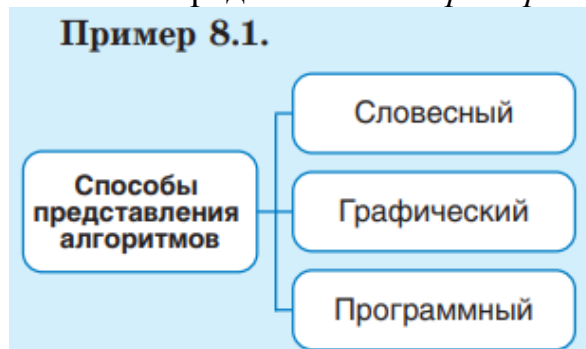 Пример 8.1.
Словесный
Способы
представления
алгоритмов
Графический
Программный